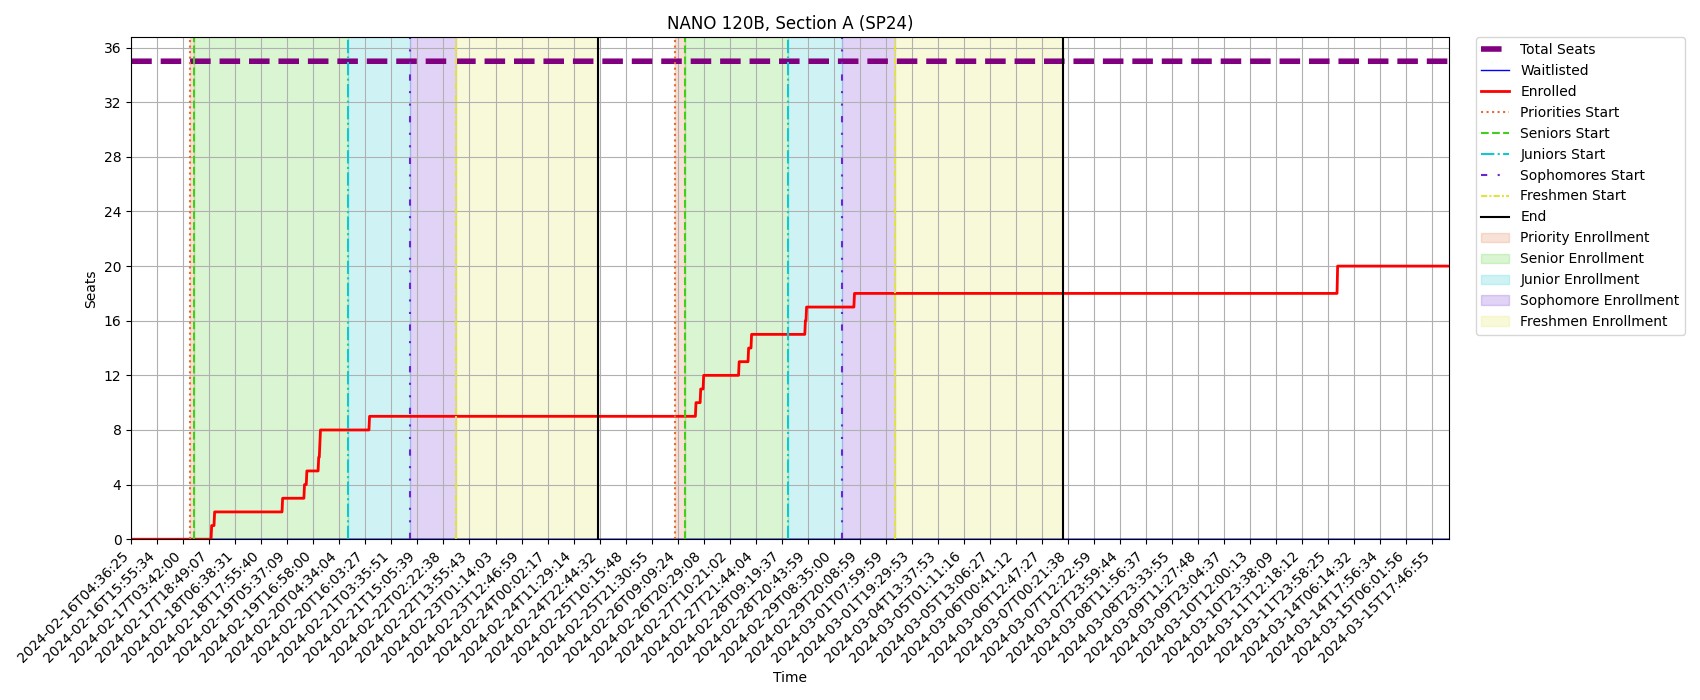 NANO 120B, Section A (SP24)
Seats
36
32
28
24
20
16
12
8
4
0
2024-02-16T04:36:25
2024-02-16T15:55:34
2024-02-17T03:42:00
2024-02-17T18:49:07
2024-02-18T06:38:31
2024-02-18T17:55:40
2024-02-19T05:37:09
2024-02-19T16:58:00
2024-02-20T04:34:04
2024-02-20T16:03:27
2024-02-21T03:35:51
2024-02-21T15:05:39
2024-02-22T02:22:38
2024-02-22T13:55:43
2024-02-23T01:14:03
2024-02-23T12:46:59
2024-02-24T00:02:17
2024-02-24T11:29:14
2024-02-24T22:44:32
2024-02-25T10:15:48
2024-02-25T21:30:55
2024-02-26T09:09:24
2024-02-26T20:29:08
2024-02-27T10:21:02
2024-02-27T21:44:04
2024-02-28T09:19:37
2024-02-28T20:43:59
2024-02-29T08:35:00
2024-02-29T20:08:59
2024-03-01T07:59:59
2024-03-01T19:29:53
2024-03-04T13:37:53
2024-03-05T01:11:16
2024-03-05T13:06:27
2024-03-06T00:41:12
2024-03-06T12:47:27
2024-03-07T00:21:38
2024-03-07T12:22:59
2024-03-07T23:59:44
2024-03-08T11:56:37
2024-03-08T23:33:55
2024-03-09T11:27:48
2024-03-09T23:04:37
2024-03-10T12:00:13
2024-03-10T23:38:09
2024-03-11T12:18:12
2024-03-11T23:58:25
2024-03-14T06:14:32
2024-03-14T17:56:34
2024-03-15T06:01:56
2024-03-15T17:46:55
Time
Total Seats
Waitlisted
Enrolled
Priorities Start
Seniors Start
Juniors Start
Sophomores Start
Freshmen Start
End
Priority Enrollment
Senior Enrollment
Junior Enrollment
Sophomore Enrollment
Freshmen Enrollment